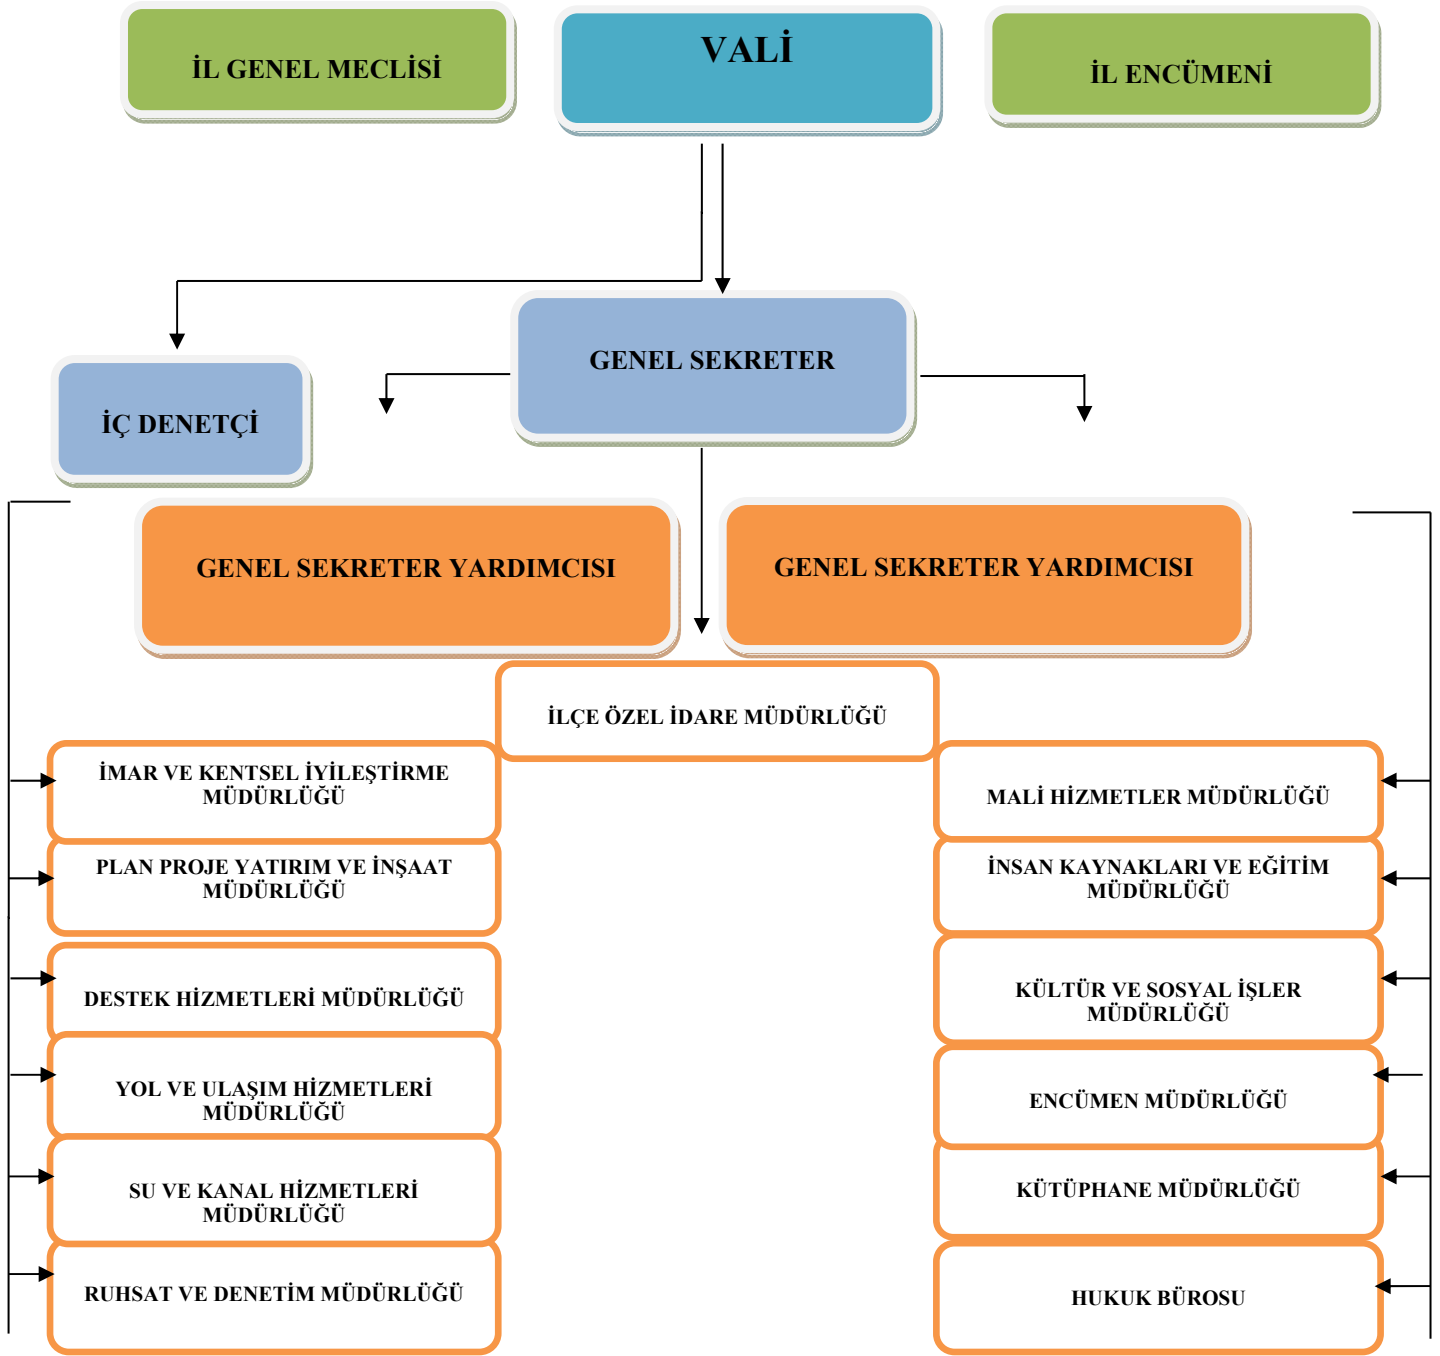 İL GENEL MECLİSİ
VALİ
İL ENCÜMENİ
GENEL SEKRETER
İÇ DENETÇİ
GENEL SEKRETER YARDIMCISI
GENEL SEKRETER YARDIMCISI
İLÇE ÖZEL İDARE MÜDÜRLÜĞÜ
İMAR VE KENTSEL İYİLEŞTİRME
MÜDÜRLÜĞÜ
MALİ HİZMETLER MÜDÜRLÜĞÜ
PLAN PROJE YATIRIM VE İNŞAAT
MÜDÜRLÜĞÜ
İNSAN KAYNAKLARI VE EĞİTİM
MÜDÜRLÜĞÜ
DESTEK HİZMETLERİ MÜDÜRLÜĞÜ
KÜLTÜR VE SOSYAL İŞLER
MÜDÜRLÜĞÜ
YOL VE ULAŞIM HİZMETLERİ
MÜDÜRLÜĞÜ
ENCÜMEN MÜDÜRLÜĞÜ
SU VE KANAL HİZMETLERİ
MÜDÜRLÜĞÜ
KÜTÜPHANE MÜDÜRLÜĞÜ
RUHSAT VE DENETİM MÜDÜRLÜĞÜ
HUKUK BÜROSU